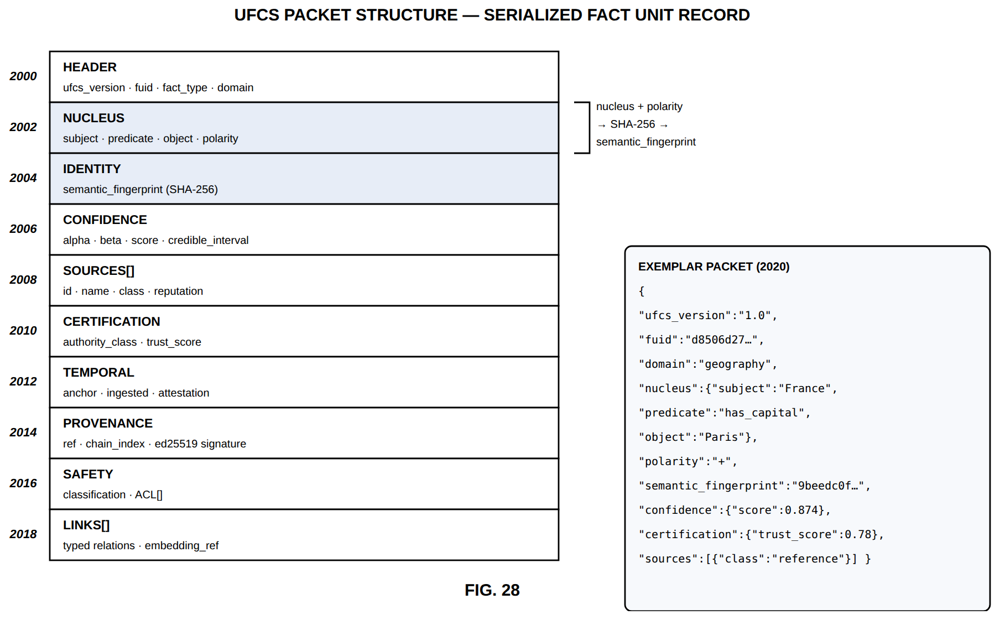 UFCS PACKET STRUCTURE — SERIALIZED FACT UNIT RECORD
2000
HEADER
ufcs_version · fuid · fact_type · domain
2002
NUCLEUS
subject · predicate · object · polarity
nucleus + polarity
→ SHA-256 →
semantic_fingerprint
2004
IDENTITY
semantic_fingerprint (SHA-256)
2006
CONFIDENCE
alpha · beta · score · credible_interval
2008
SOURCES[]
id · name · class · reputation
2010
CERTIFICATION
authority_class · trust_score
2012
TEMPORAL
anchor · ingested · attestation
2014
PROVENANCE
ref · chain_index · ed25519 signature
2016
SAFETY
classification · ACL[]
2018
LINKS[]
typed relations · embedding_ref
EXEMPLAR PACKET (2020)
{
"ufcs_version":"1.0",
"fuid":"d8506d27…",
"domain":"geography",
"nucleus":{"subject":"France",
"predicate":"has_capital",
"object":"Paris"},
"polarity":"+",
"semantic_fingerprint":"9beedc0f…",
"confidence":{"score":0.874},
"certification":{"trust_score":0.78},
"sources":[{"class":"reference"}] }
FIG. 28